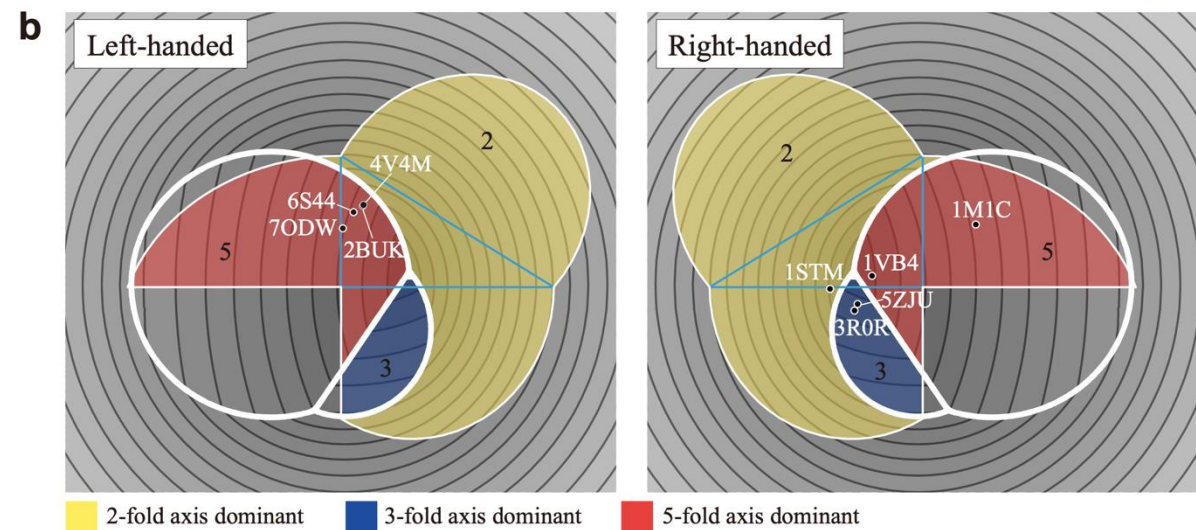 b
Left-handed
2
4V4M
6S44
7ODW
2BUK
5
3
Right-handed
2
1M1C
5
1VB4
1STM
5ZJU
3R0R
3
2-fold axis dominant
3-fold axis dominant
5-fold axis dominant